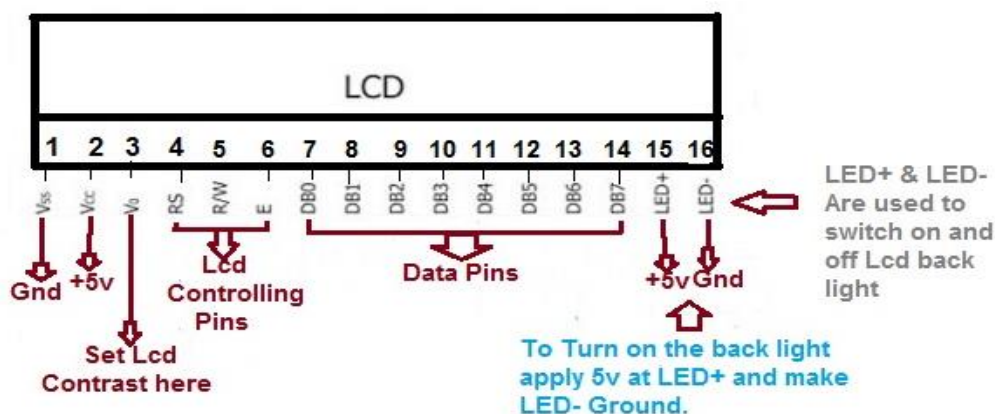 LCD
1 2 3 4 5 6 7 8 9 10 11 12 13 14 15 16
Vss Vcc V₀ RS R/W E DB0 DB1 DB2 DB3 DB4 DB5 DB6 DB7 LED+ LED-
Gnd
+5v
Set Lcd
Contrast here
Lcd
Controlling
Pins
Data Pins
+5v Gnd
LED+ & LED-
Are used to
switch on and
off Lcd back
light
To Turn on the back light
apply 5v at LED+ and make
LED- Ground.